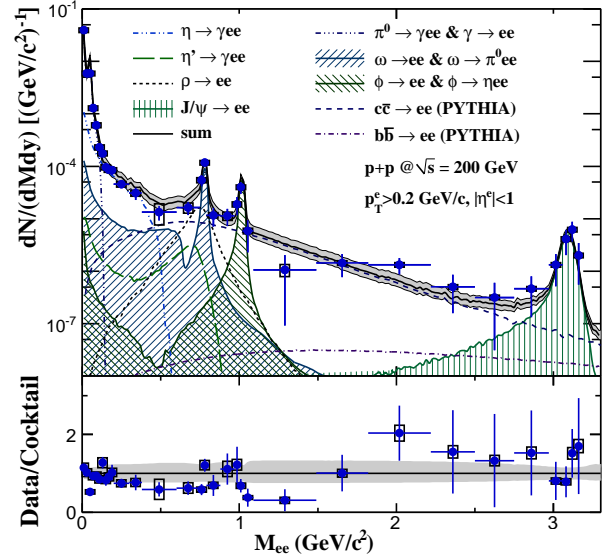 10⁻¹
10⁻⁴
10⁻⁷
dN/(dMdy) [(GeV/c²)⁻¹]
η → γee
η' → γee
ρ → ee
J/ψ → ee
sum
π⁰ → γee & γ → ee
ω → ee & ω → π⁰ee
ϕ → ee & ϕ → ηee
cc̅ → ee (PYTHIA)
bb̅ → ee (PYTHIA)
p+p @ √s = 200 GeV
pₜᵉ>0.2 GeV/c, |ηᵉ|<1
Data/Cocktail
2
0
0 1 2 3
Mₑₑ (GeV/c²)